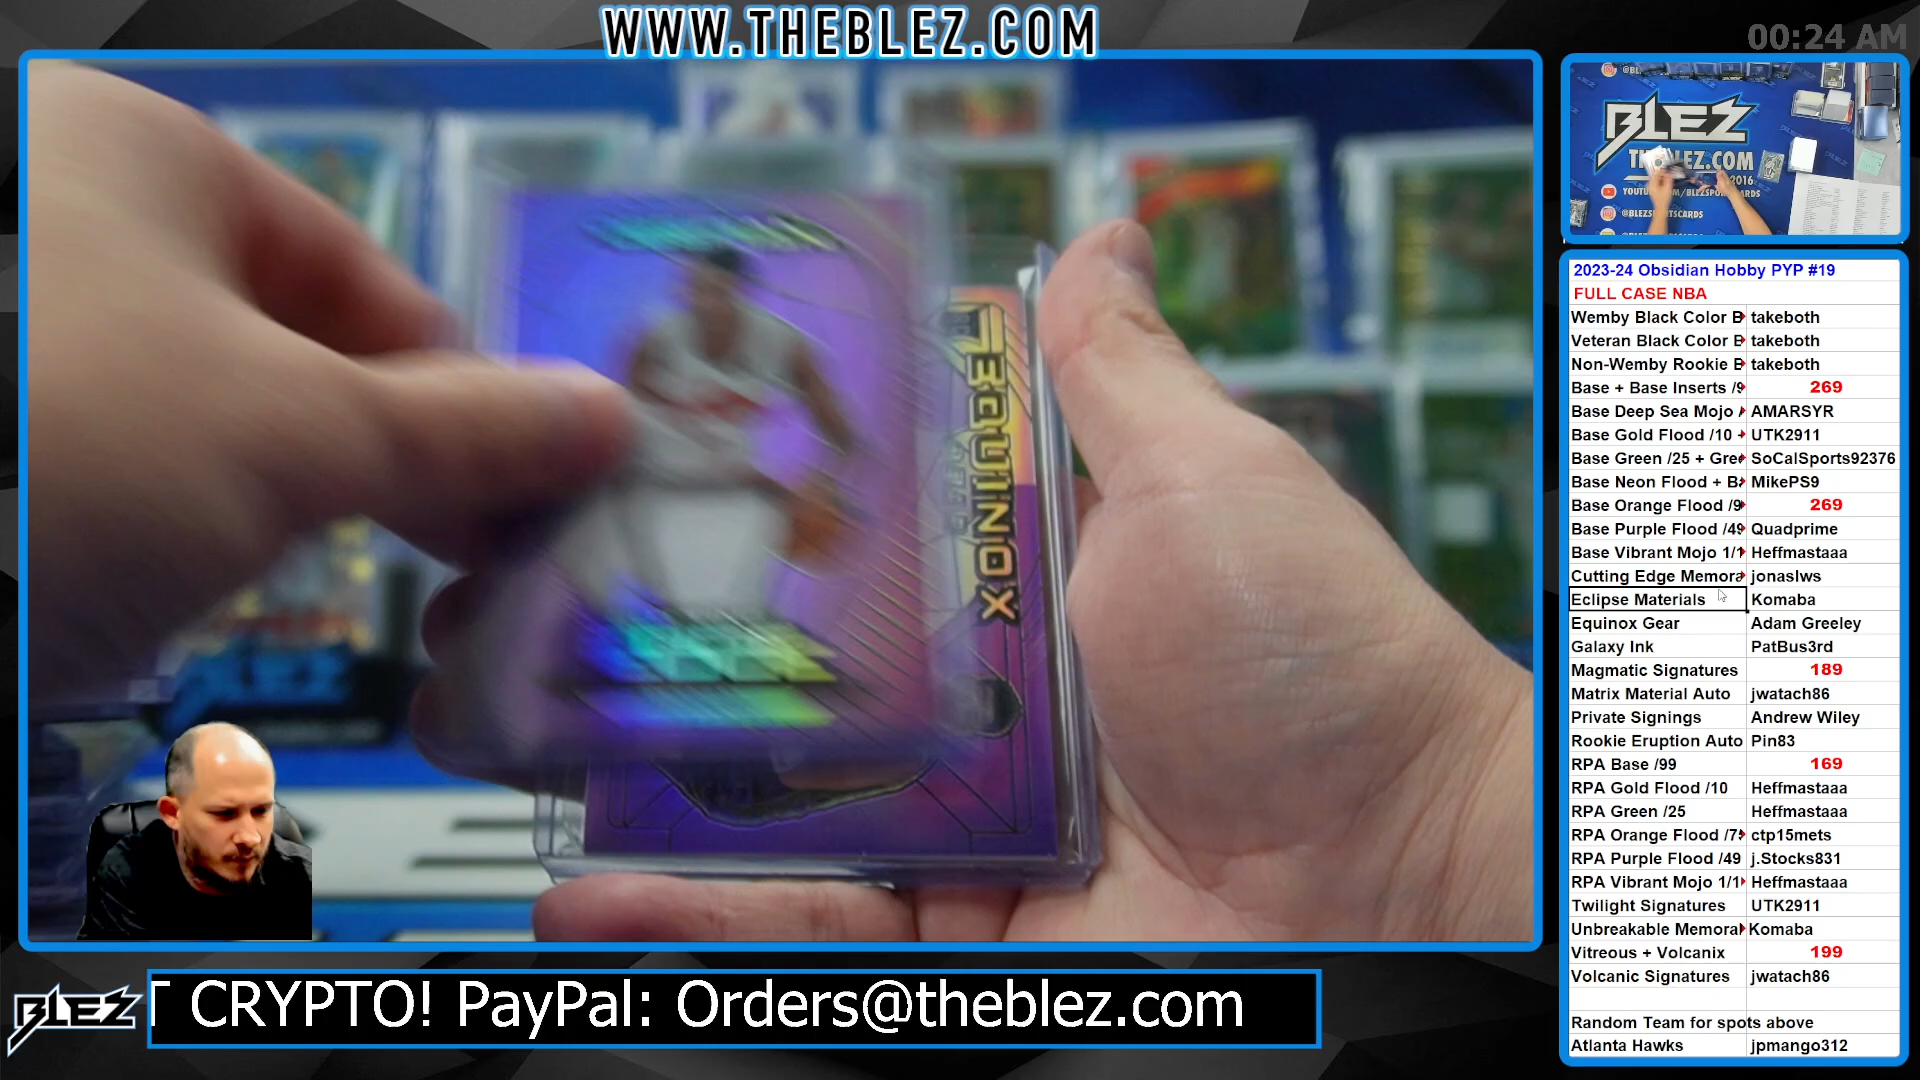 WWW.THEBLEZ.COM
00:24 AM
BLEZ
THEBLEZ.COM
2016
@BLEZSPORTSCARDS
EQUINOX
2023-24 Obsidian Hobby PYP #19
FULL CASE NBA
Wemby Black Color B takeboth
Veteran Black Color E takeboth
Non-Wemby Rookie E takeboth
Base + Base Inserts /9 269
Base Deep Sea Mojo / AMARSYR
Base Gold Flood /10 + UTK2911
Base Green /25 + Gre SoCalSports92376
Base Neon Flood + B MikePS9
Base Orange Flood /9 269
Base Purple Flood /49 Quadprime
Base Vibrant Mojo 1/1 Heffmastaaa
Cutting Edge Memora jonaslws
Eclipse Materials Komaba
Equinox Gear Adam Greeley
Galaxy Ink PatBus3rd
Magmatic Signatures 189
Matrix Material Auto jwatach86
Private Signings Andrew Wiley
Rookie Eruption Auto Pin83
RPA Base /99 169
RPA Gold Flood /10 Heffmastaaa
RPA Green /25 Heffmastaaa
RPA Orange Flood /75 ctp15mets
RPA Purple Flood /49 j.Stocks831
RPA Vibrant Mojo 1/1 Heffmastaaa
Twilight Signatures UTK2911
Unbreakable Memora Komaba
Vitreous + Volcanix 199
Volcanic Signatures jwatach86
Random Team for spots above
Atlanta Hawks jpmango312
BLEZ
T CRYPTO! PayPal: Orders@theblez.com